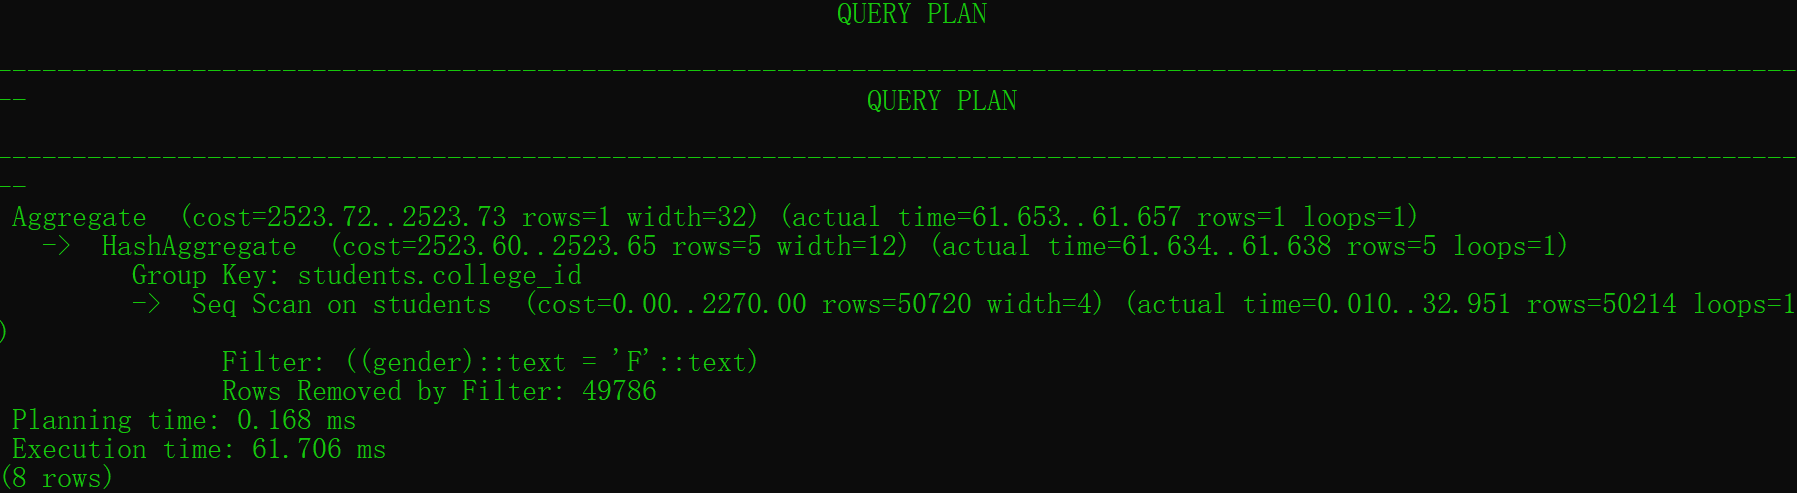 QUERY PLAN
------------------------------------------------------------------------------------------------------------------------
--
QUERY PLAN
------------------------------------------------------------------------------------------------------------------------
--
Aggregate  (cost=2523.72..2523.73 rows=1 width=32) (actual time=61.653..61.657 rows=1 loops=1)
->  HashAggregate  (cost=2523.60..2523.65 rows=5 width=12) (actual time=61.634..61.638 rows=5 loops=1)
Group Key: students.college_id
->  Seq Scan on students  (cost=0.00..2270.00 rows=50720 width=4) (actual time=0.010..32.951 rows=50214 loops=1
)
Filter: ((gender)::text = 'F'::text)
Rows Removed by Filter: 49786
Planning time: 0.168 ms
Execution time: 61.706 ms
(8 rows)